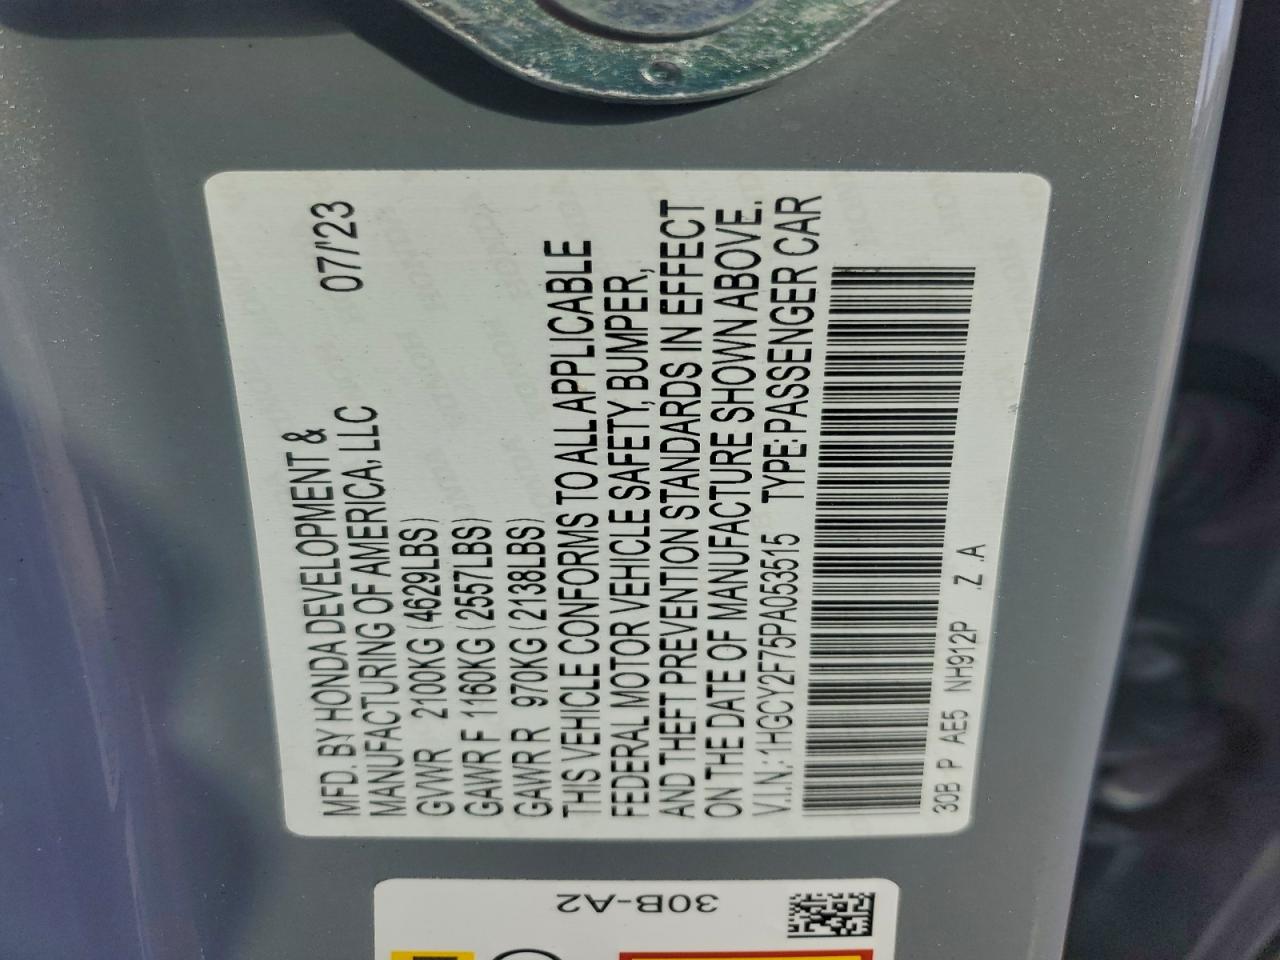 MFD. BY HONDA DEVELOPMENT &
MANUFACTURING OF AMERICA, LLC 07/'23
GVWR 2100KG (4629LBS)
GAWR F 1160KG (2557LBS)
GAWR R 970KG (2138LBS)
THIS VEHICLE CONFORMS TO ALL APPLICABLE
FEDERAL MOTOR VEHICLE SAFETY, BUMPER,
AND THEFT PREVENTION STANDARDS IN EFFECT
ON THE DATE OF MANUFACTURE SHOWN ABOVE.
V.I.N.: 1HGCY2F75PA053515 TYPE: PASSENGER CAR
30B P AE5 NH912P .Z .A
30B-A2